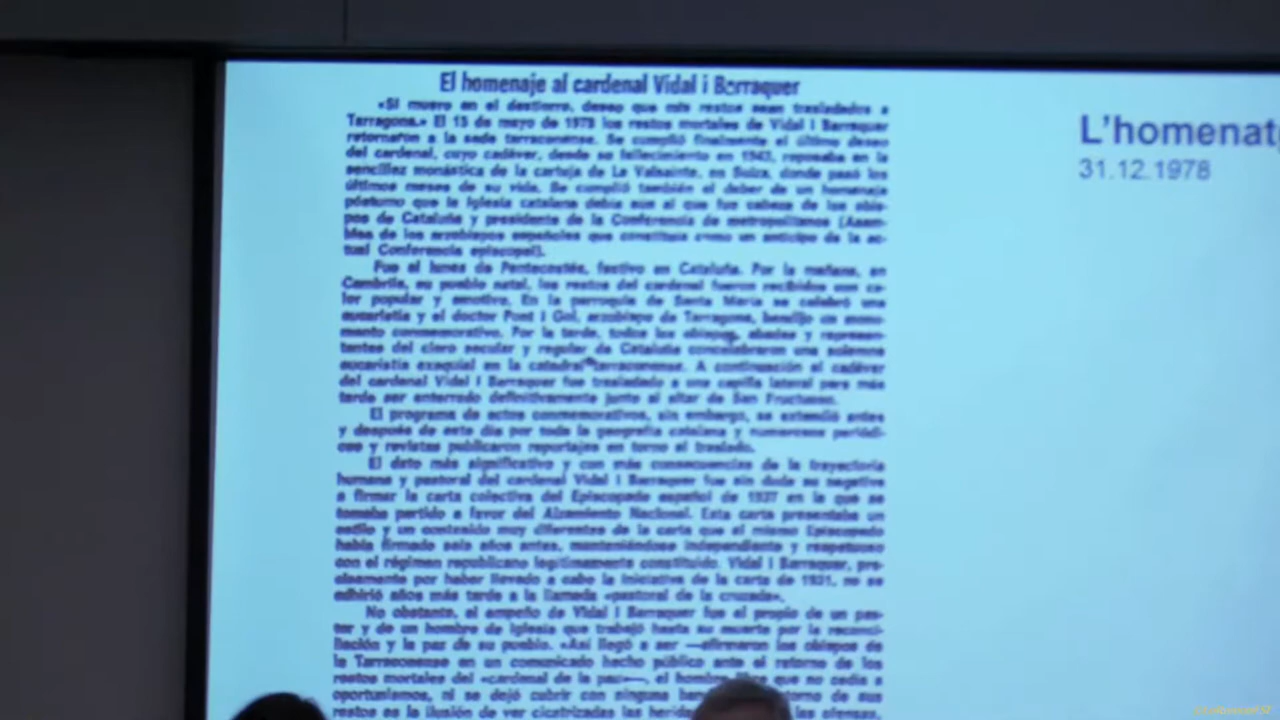 El homenaje al cardenal Vidal i Barraquer
«Si muero en el destierro, deseo que mis restos sean trasladados a
Tarragona.» El 15 de mayo de 1978 los restos mortales de Vidal i Barraquer
retornaron a la sede tarraconense. Se cumplió finalmente el último deseo
del cardenal, cuyo cadáver, desde su fallecimiento en 1943, reposaba en la
sencillez monástica de la cartuja de La Valsainte, en Suiza, donde pasó los
últimos meses de su vida. Se cumplió también el deber de un homenaje
póstumo que la Iglesia catalana debía aun al que fue cabeza de los obis-
pos de Cataluña y presidente de la Conferencia de metropolitanos (Asam-
blea de los arzobispos españoles que constituía como un anticipo de la ac-
tual Conferencia episcopal).
Fue el lunes de Pentecostés, festivo en Cataluña. Por la mañana, en
Cambrils, su pueblo natal, los restos del cardenal fueron recibidos con ca-
lor popular y emotivo. En la parroquia de Santa María se celebró una
eucaristía y el doctor Pont i Gol, arzobispo de Tarragona, bendijo un monu-
mento conmemorativo. Por la tarde, todos los obispos, abades y represen-
tantes del clero secular y regular de Cataluña concelebraron una solemne
eucaristía exequial en la catedral tarraconense. A continuación el cadáver
del cardenal Vidal i Barraquer fue trasladado a una capilla lateral para más
tarde ser enterrado definitivamente junto al altar de San Fructuoso.
El programa de actos conmemorativos, sin embargo, se extendió antes
y después de este día por toda la geografía catalana y numerosos periódi-
cos y revistas publicaron reportajes en torno al traslado.
El dato más significativo y con más consecuencias de la trayectoria
humana y pastoral del cardenal Vidal i Barraquer fue sin duda su negativa
a firmar la carta colectiva del Episcopado español de 1937 en la que se
tomaba partido a favor del Alzamiento Nacional. Esta carta presentaba un
estilo y un contenido muy diferentes de la carta que el mismo Episcopado
había firmado seis años antes, manteniéndose independiente y respetuoso
con el régimen republicano legítimamente constituido. Vidal i Barraquer, pre-
cisamente por haber llevado a cabo la iniciativa de la carta de 1931, no se
adhirió años más tarde a la llamada «pastoral de la cruzada».
No obstante, el empeño de Vidal i Barraquer fue el propio de un pas-
tor y de un hombre de Iglesia que trabajó hasta su muerte por la reconci-
liación y la paz de su pueblo. «Así llegó a ser —afirmaron los obispos de
la Tarraconense en un comunicado hecho público ante el retorno de los
restos mortales del «cardenal de la paz»—, el hombre libre que no cedía a
oportunismos, ni se dejó cubrir con ninguna torno de sus
restos es la ilusión de ver cicatrizadas las heridas las ofensas,
L'homenat
31.12.1978